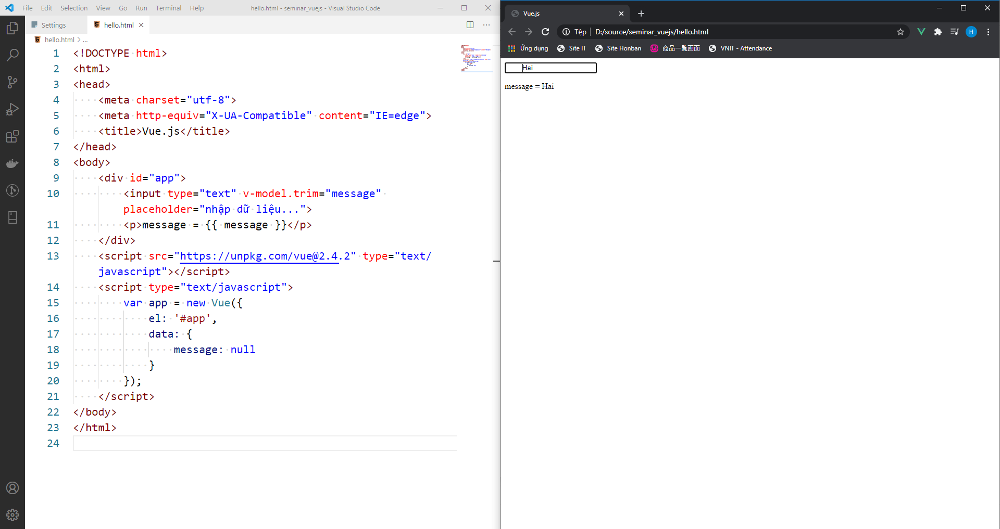 File Edit Selection View Go Run Terminal Help hello.html - seminar_vuejs - Visual Studio Code
Settings hello.html
hello.html > ...
1 <!DOCTYPE html>
2 <html>
3 <head>
4 <meta charset="utf-8">
5 <meta http-equiv="X-UA-Compatible" content="IE=edge">
6 <title>Vue.js</title>
7 </head>
8 <body>
9 <div id="app">
10 <input type="text" v-model.trim="message"
placeholder="nhập dữ liệu...">
11 <p>message = {{ message }}</p>
12 </div>
13 <script src="https://unpkg.com/vue@2.4.2" type="text/
javascript"></script>
14 <script type="text/javascript">
15 var app = new Vue({
16 el: '#app',
17 data: {
18 message: null
19 }
20 });
21 </script>
22 </body>
23 </html>
24
Vue.js
Tệp D:/source/seminar_vuejs/hello.html H
Ứng dụng Site IT Site Honban 商品一覧画面 VNIT - Attendance
Hai
message = Hai